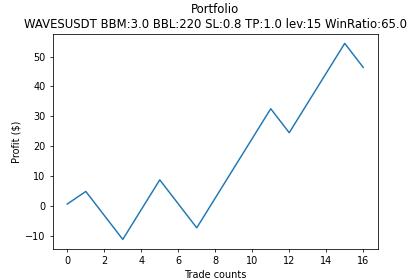 Portfolio
WAVESUSDT BBM:3.0 BBL:220 SL:0.8 TP:1.0 lev:15 WinRatio:65.0
50
40
30
20
10
0
−10
Profit ($)
0 2 4 6 8 10 12 14 16
Trade counts